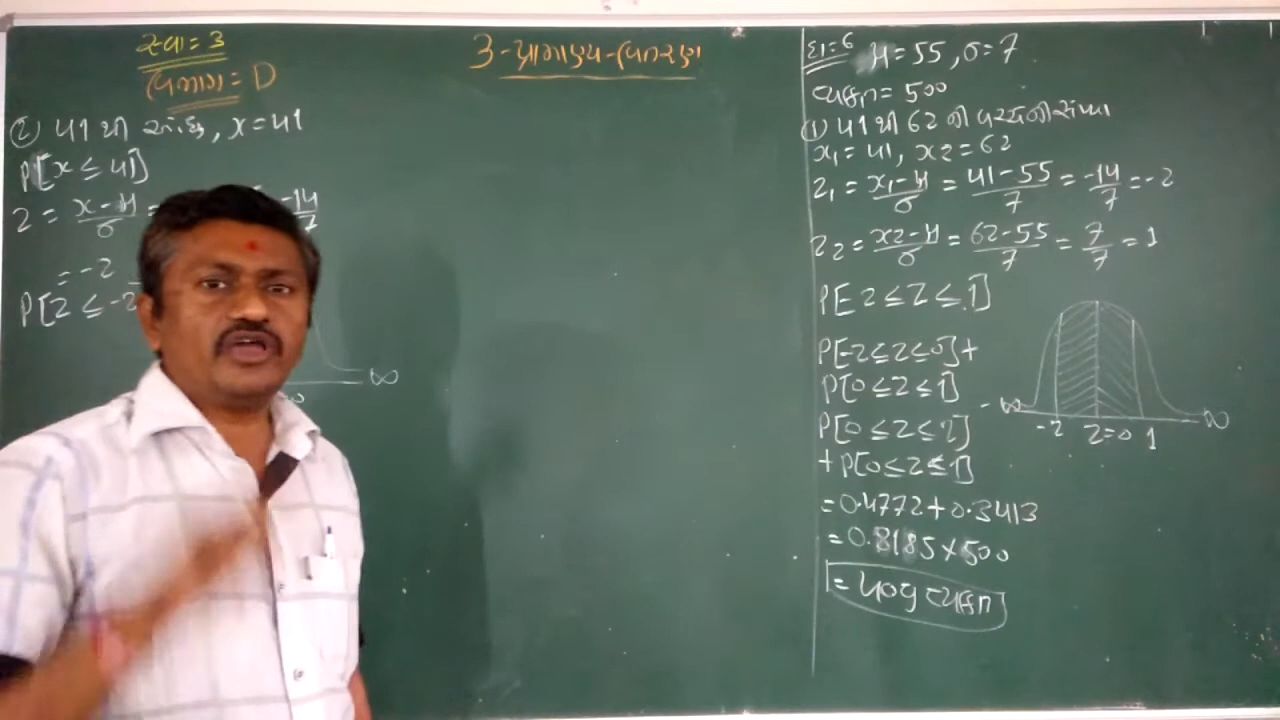 સ્વા = 3
વિભાગ = D
3-પ્રામાણ્ય-વિતરણ
(2) 41 થી ઓછું, x = 41
P[x ≤ 41]
Z = x-μ/σ = -14/7
= -2
P[Z ≤ -2
∞
દા=6 μ = 55, σ = 7
વ્યક્તિ = 500
(1) 41 થી 62 ની વચ્ચેની સંખ્યા
x1 = 41, x2 = 62
Z1 = x1-μ/σ = 41-55/7 = -14/7 = -2
Z2 = x2-μ/σ = 62-55/7 = 7/7 = 1
P[-2 ≤ Z ≤ 1]
P[-2 ≤ Z ≤ 0] +
P[0 ≤ Z ≤ 1]
-∞ -2 Z=0 1 ∞
P[0 ≤ Z ≤ 2]
+ P[0 ≤ Z ≤ 1]
= 0.4772 + 0.3413
= 0.8185 × 500
= 409 વ્યક્તિ